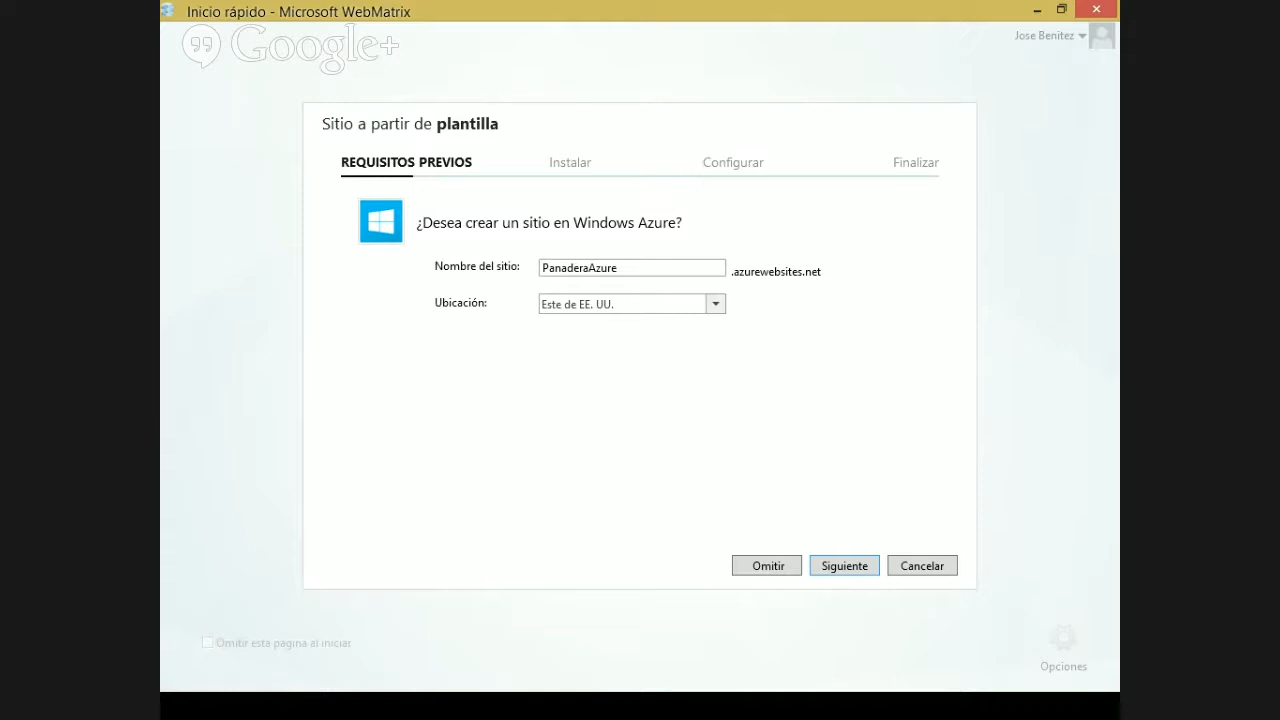 Inicio rápido - Microsoft WebMatrix
Google+
Jose Benitez
Sitio a partir de plantilla
REQUISITOS PREVIOS Instalar Configurar Finalizar
¿Desea crear un sitio en Windows Azure?
Nombre del sitio: PanaderaAzure .azurewebsites.net
Ubicación: Este de EE. UU.
Omitir Siguiente Cancelar
Omitir esta página al iniciar
Opciones